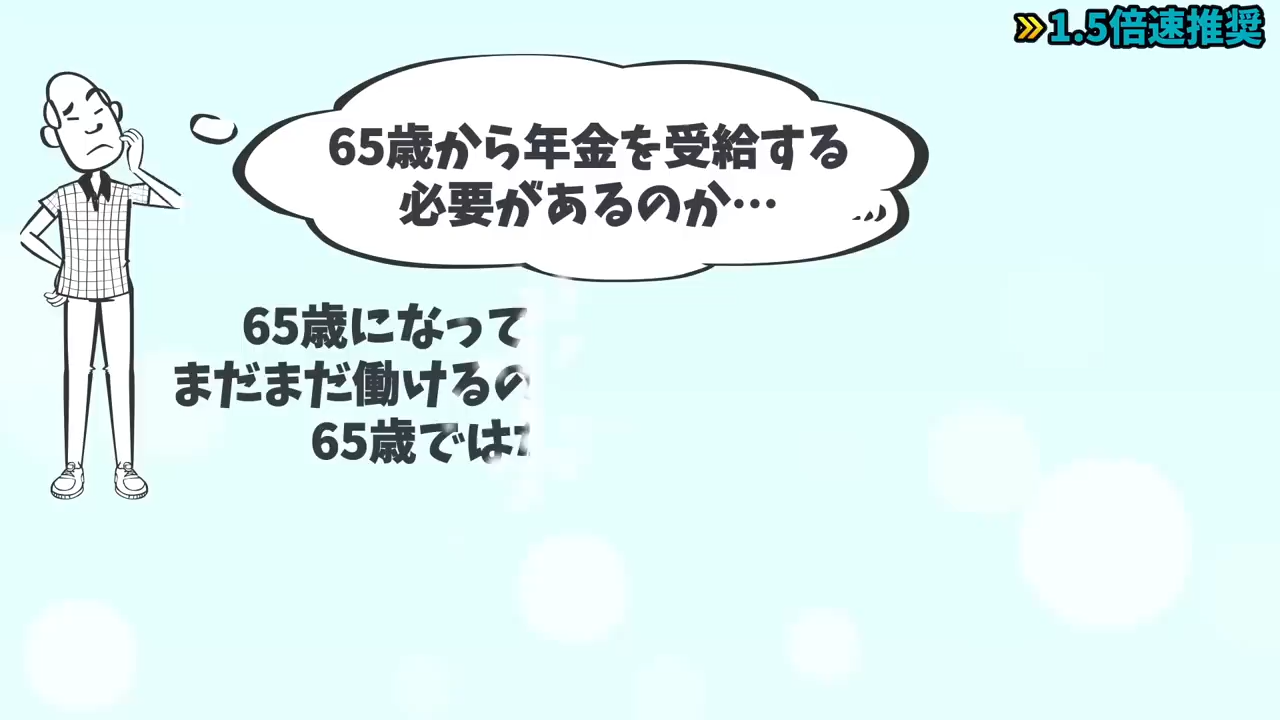 1.5倍速推奨
65歳から年金を受給する
必要があるのか…
65歳になって
まだまだ働けるの
65歳では